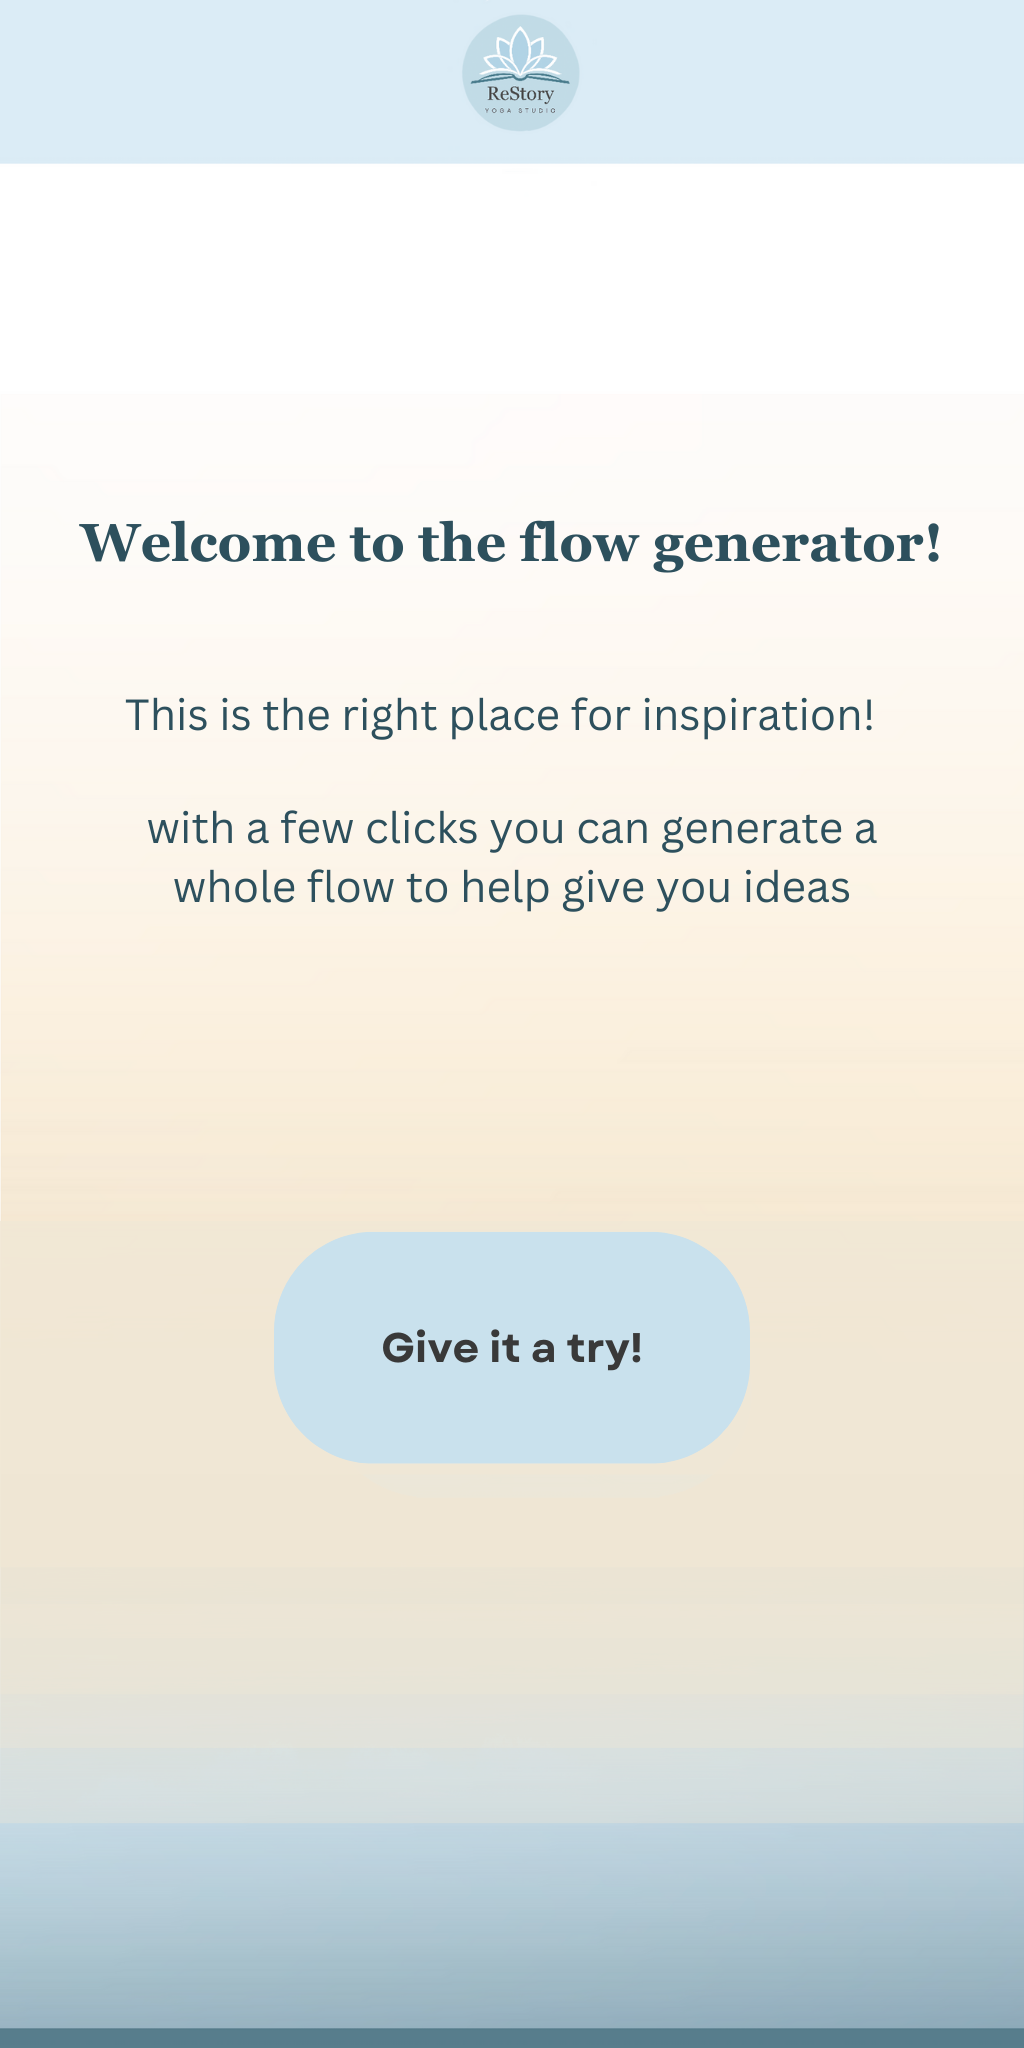 ReStory
YOGA STUDIO
Welcome to the flow generator!
This is the right place for inspiration!
with a few clicks you can generate a
whole flow to help give you ideas
Give it a try!